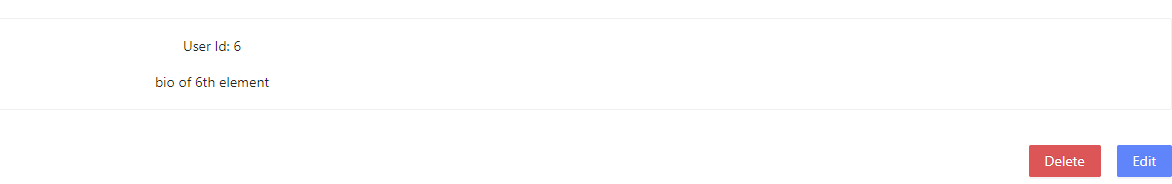 User Id: 6
bio of 6th element
Delete Edit